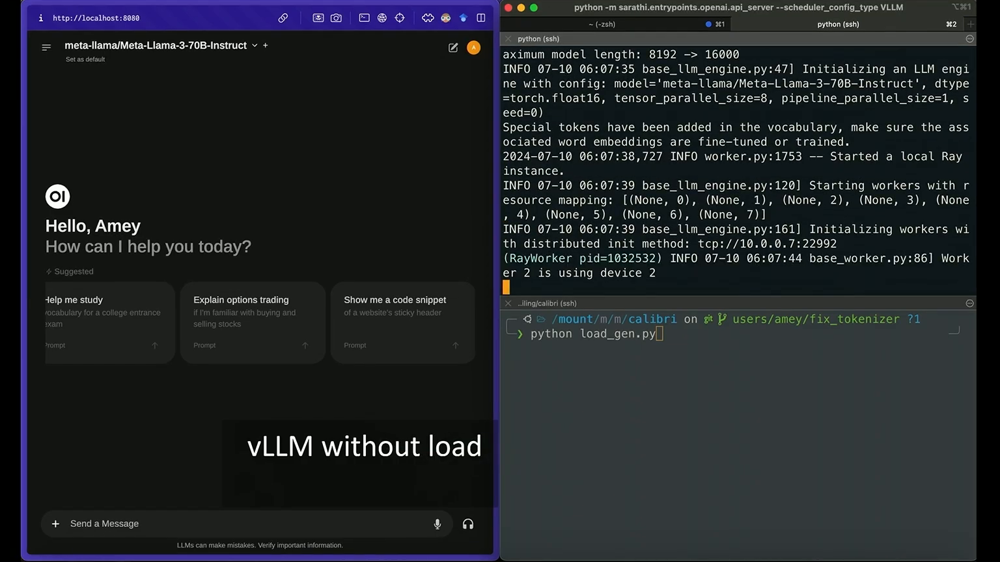 http://localhost:8080
meta-llama/Meta-Llama-3-70B-Instruct
Set as default
OI
Hello, Amey
How can I help you today?
Suggested
Help me study
vocabulary for a college entrance
exam
Prompt
Explain options trading
if I'm familiar with buying and
selling stocks
Prompt
Show me a code snippet
of a website's sticky header
Prompt
vLLM without load
Send a Message
LLMs can make mistakes. Verify important information.
python -m sarathi.entrypoints.openai.api_server --scheduler_config_type VLLM ⌥⌘1
~ (-zsh) ⌘1 python (ssh) ⌘2
python (ssh)
aximum model length: 8192 -> 16000
INFO 07-10 06:07:35 base_llm_engine.py:47] Initializing an LLM engi
ne with config: model='meta-llama/Meta-Llama-3-70B-Instruct', dtype
=torch.float16, tensor_parallel_size=8, pipeline_parallel_size=1, s
eed=0)
Special tokens have been added in the vocabulary, make sure the ass
ociated word embeddings are fine-tuned or trained.
2024-07-10 06:07:38,727 INFO worker.py:1753 -- Started a local Ray
instance.
INFO 07-10 06:07:39 base_llm_engine.py:120] Starting workers with r
esource mapping: [(None, 0), (None, 1), (None, 2), (None, 3), (None
, 4), (None, 5), (None, 6), (None, 7)]
INFO 07-10 06:07:39 base_llm_engine.py:161] Initializing workers wi
th distributed init method: tcp://10.0.0.7:22992
(RayWorker pid=1032532) INFO 07-10 06:07:44 base_worker.py:86] Work
er 2 is using device 2
..iling/calibri (ssh)
/mount/m/m/calibri on git users/amey/fix_tokenizer ?1
❯ python load_gen.py